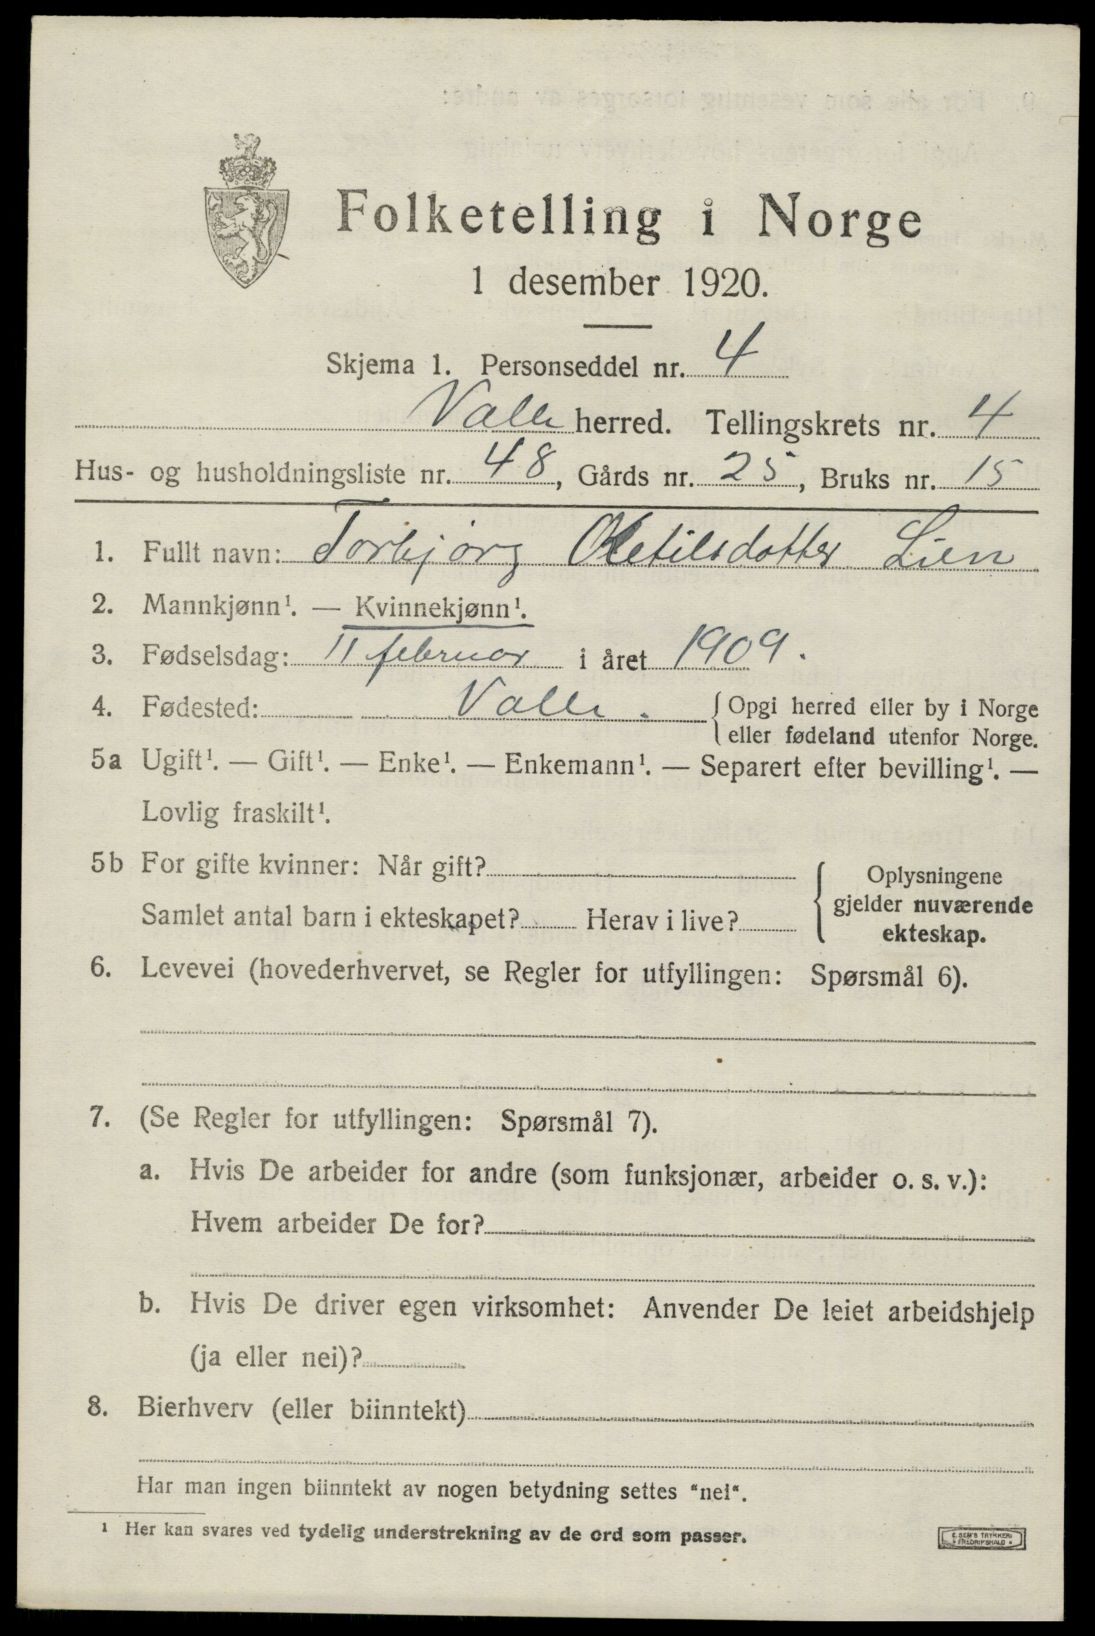 Folketelling i Norge
1 desember 1920.
Skjema 1. Personseddel nr. 4
Valle herred. Tellingskrets nr. 4
Hus- og husholdningsliste nr. 48, Gårds nr. 25, Bruks nr. 15
1. Fullt navn: Torbjørg Ketilsdotter Lien
2. Mannkjønn¹. — Kvinnekjønn¹.
3. Fødselsdag: 11 februar i året 1909.
4. Fødested: Valle. {Opgi herred eller by i Norge
eller fødeland utenfor Norge.
5a Ugift¹. — Gift¹. — Enke¹. — Enkemann¹. — Separert efter bevilling¹. —
Lovlig fraskilt¹.
5b For gifte kvinner: Når gift?
Samlet antal barn i ekteskapet? Herav i live?
{Oplysningene
gjelder nuværende
ekteskap.
6. Levevei (hovederhvervet, se Regler for utfyllingen: Spørsmål 6).
7. (Se Regler for utfyllingen: Spørsmål 7).
a. Hvis De arbeider for andre (som funksjonær, arbeider o. s. v.):
Hvem arbeider De for?
b. Hvis De driver egen virksomhet: Anvender De leiet arbeidshjelp
(ja eller nei)?
8. Bierhverv (eller biinntekt)
Har man ingen biinntekt av nogen betydning settes "nei".
¹ Her kan svares ved tydelig understrekning av de ord som passer.